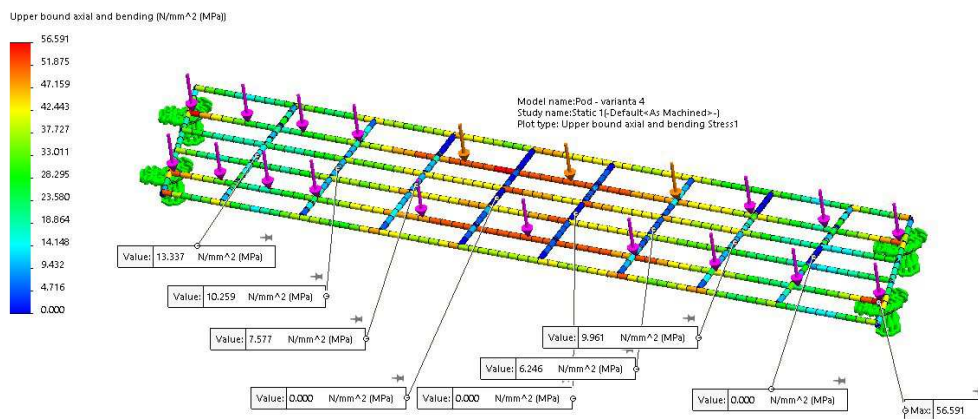 Upper bound axial and bending (N/mm^2 (MPa))
56.591
51.875
47.159
42.443
37.727
33.011
28.295
23.580
18.864
14.148
9.432
4.716
0.000
Model name:Pod - varianta 4
Study name:Static 1(-Default<As Machined>-)
Plot type: Upper bound axial and bending Stress1
Value: 13.337 N/mm^2 (MPa)
Value: 10.259 N/mm^2 (MPa)
Value: 7.577 N/mm^2 (MPa)
Value: 9.961 N/mm^2 (MPa)
Value: 6.246 N/mm^2 (MPa)
Value: 0.000 N/mm^2 (MPa)
Value: 0.000 N/mm^2 (MPa)
Value: 0.000 N/mm^2 (MPa)
Max: 56.591